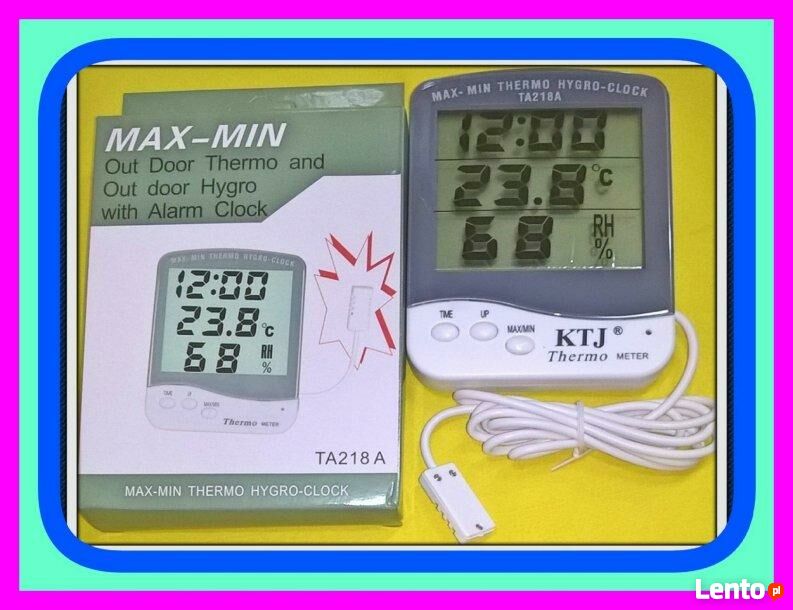 MAX-MIN
Out Door Thermo and
Out door Hygro
with Alarm Clock
MAX-MIN THERMO HYGRO-CLOCK
12:00
23.8 °C
68 RH %
TIME UP MAX/MIN
Thermo METER
TA218 A
MAX-MIN THERMO HYGRO-CLOCK
MAX-MIN THERMO HYGRO-CLOCK
TA218A
12:00
23.8 °C
68 RH %
TIME UP MAX/MIN
KTJ ®
Thermo METER
Lento.pl